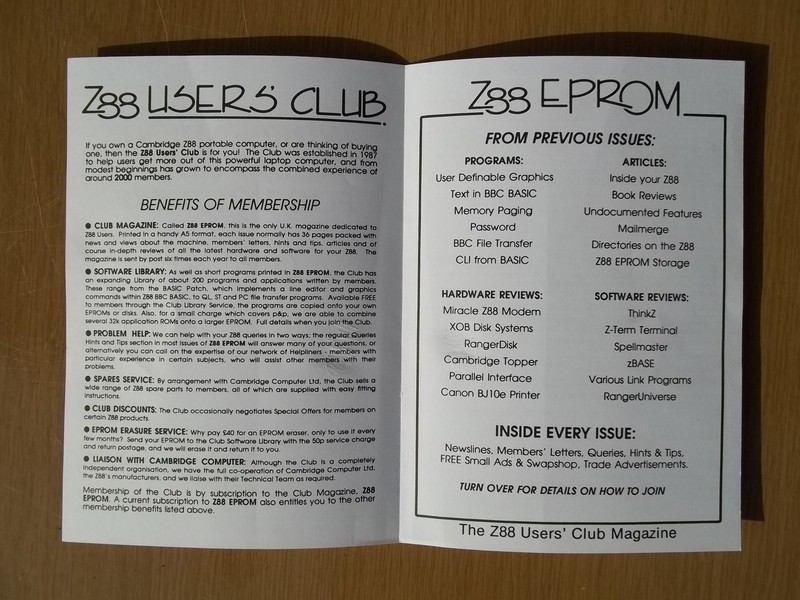 Z88 USERS' CLUB
If you own a Cambridge Z88 portable computer, or are thinking of buying
one, then the Z88 Users' Club is for you! The Club was established in 1987
to help users get more out of this powerful laptop computer, and from
modest beginnings has grown to encompass the combined experience of
around 2000 members.
BENEFITS OF MEMBERSHIP
● CLUB MAGAZINE: Called Z88 EPROM, this is the only U.K. magazine dedicated to
Z88 Users. Printed in a handy A5 format, each issue normally has 36 pages packed with
news and views about the machine, members' letters, hints and tips, articles and of
course in-depth reviews of all the latest hardware and software for your Z88. The
magazine is sent by post six times each year to all members.
● SOFTWARE LIBRARY: As well as short programs printed in Z88 EPROM, the Club has
an expanding Library of about 200 programs and applications written by members.
These range from the BASIC Patch, which implements a line editor and graphics
commands within Z88 BBC BASIC, to QL, ST and PC file transfer programs. Available FREE
to members through the Club Library Service, the programs are copied onto your own
EPROMs or disks. Also, for a small charge which covers p&p, we are able to combine
several 32k application ROMs onto a larger EPROM. Full details when you join the Club.
● PROBLEM HELP: We can help with your Z88 queries in two ways; the regular Queries
Hints and Tips section in most issues of Z88 EPROM will answer many of your questions, or
alternatively you can call on the expertise of our network of Helpliners - members with
particular experience in certain subjects, who will assist other members with their
problems.
● SPARES SERVICE: By arrangement with Cambridge Computer Ltd, the Club sells a
wide range of Z88 spare parts to members, all of which are supplied with easy fitting
instructions.
● CLUB DISCOUNTS: The Club occasionally negotiates Special Offers for members on
certain Z88 products.
● EPROM ERASURE SERVICE: Why pay £40 for an EPROM eraser, only to use it every
few months? Send your EPROM to the Club Software Library with the 50p service charge
and return postage, and we will erase it and return it to you.
● LIAISON WITH CAMBRIDGE COMPUTER: Although the Club is a completely
independent organisation, we have the full co-operation of Cambridge Computer Ltd,
the Z88's manufacturers, and we liaise with their Technical Team as required.
Membership of the Club is by subscription to the Club Magazine, Z88
EPROM. A current subscription to Z88 EPROM also entitles you to the other
membership benefits listed above.
Z88 EPROM
FROM PREVIOUS ISSUES:
PROGRAMS:
User Definable Graphics
Text in BBC BASIC
Memory Paging
Password
BBC File Transfer
CLI from BASIC
ARTICLES:
Inside your Z88
Book Reviews
Undocumented Features
Mailmerge
Directories on the Z88
Z88 EPROM Storage
HARDWARE REVIEWS:
Miracle Z88 Modem
XOB Disk Systems
RangerDisk
Cambridge Topper
Parallel Interface
Canon BJ10e Printer
SOFTWARE REVIEWS:
ThinkZ
Z-Term Terminal
Spellmaster
zBASE
Various Link Programs
RangerUniverse
INSIDE EVERY ISSUE:
Newslines, Members' Letters, Queries, Hints & Tips,
FREE Small Ads & Swapshop, Trade Advertisements.
TURN OVER FOR DETAILS ON HOW TO JOIN
The Z88 Users' Club Magazine